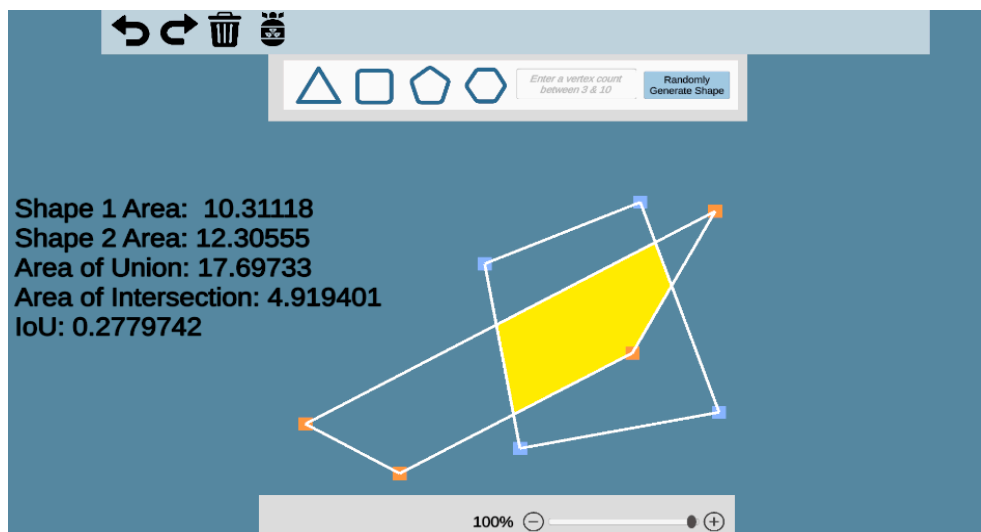 Enter a vertex count
between 3 & 10
Randomly
Generate Shape
Shape 1 Area:  10.31118
Shape 2 Area: 12.30555
Area of Union: 17.69733
Area of Intersection: 4.919401
IoU: 0.2779742
100%